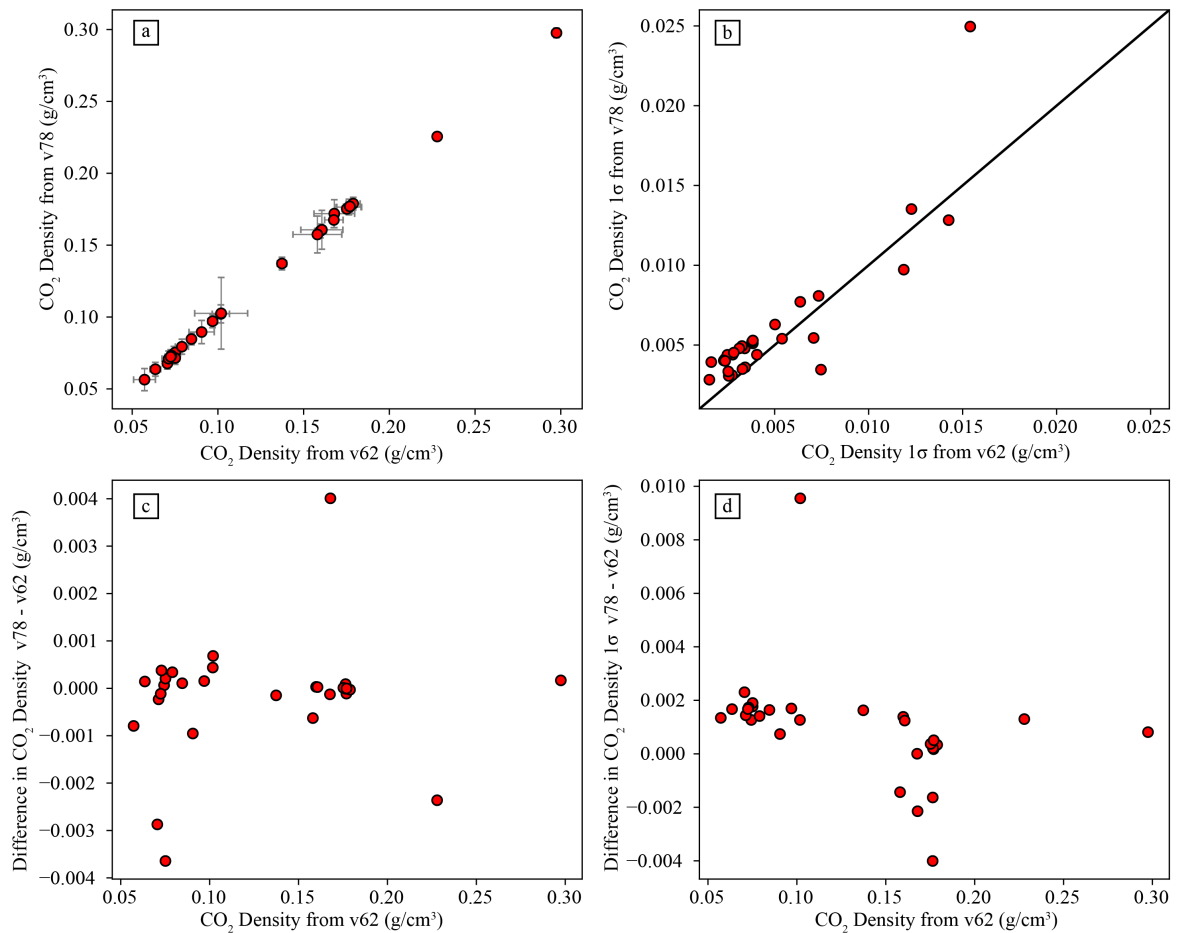 a
0.30
0.25
0.20
0.15
0.10
0.05
CO₂ Density from v78 (g/cm³)
0.05 0.10 0.15 0.20 0.25 0.30
CO₂ Density from v62 (g/cm³)
b
0.025
0.020
0.015
0.010
0.005
CO₂ Density 1σ from v78 (g/cm³)
0.005 0.010 0.015 0.020 0.025
CO₂ Density 1σ from v62 (g/cm³)
c
0.004
0.003
0.002
0.001
0.000
−0.001
−0.002
−0.003
−0.004
Difference in CO₂ Density v78 - v62 (g/cm³)
0.05 0.10 0.15 0.20 0.25 0.30
CO₂ Density from v62 (g/cm³)
d
0.010
0.008
0.006
0.004
0.002
0.000
−0.002
−0.004
Difference in CO₂ Density 1σ v78 - v62 (g/cm³)
0.05 0.10 0.15 0.20 0.25 0.30
CO₂ Density from v62 (g/cm³)